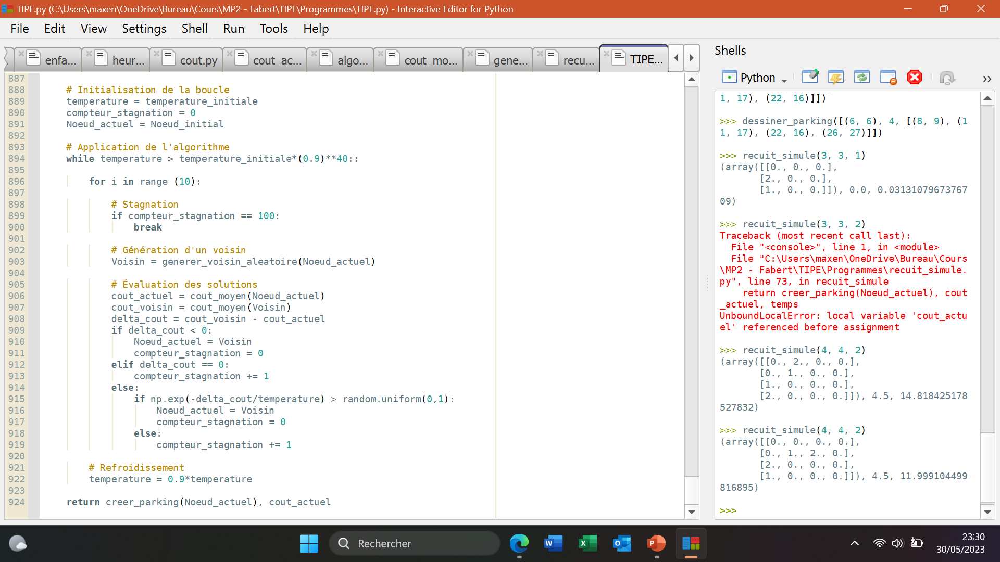 TIPE.py (C:\Users\maxen\OneDrive\Bureau\Cours\MP2 - Fabert\TIPE\Programmes\TIPE.py) - Interactive Editor for Python
File Edit View Settings Shell Run Tools Help
enfa... heur... cout.py cout_ac... algo... cout_mo... gene... recu... TIPE...
887
888 # Initialisation de la boucle
889 temperature = temperature_initiale
890 compteur_stagnation = 0
891 Noeud_actuel = Noeud_initial
892
893 # Application de l'algorithme
894 while temperature > temperature_initiale*(0.9)**40::
895
896 for i in range (10):
897
898 # Stagnation
899 if compteur_stagnation == 100:
900 break
901
902 # Génération d'un voisin
903 Voisin = generer_voisin_aleatoire(Noeud_actuel)
904
905 # Évaluation des solutions
906 cout_actuel = cout_moyen(Noeud_actuel)
907 cout_voisin = cout_moyen(Voisin)
908 delta_cout = cout_voisin - cout_actuel
909 if delta_cout < 0:
910 Noeud_actuel = Voisin
911 compteur_stagnation = 0
912 elif delta_cout == 0:
913 compteur_stagnation += 1
914 else:
915 if np.exp(-delta_cout/temperature) > random.uniform(0,1):
916 Noeud_actuel = Voisin
917 compteur_stagnation = 0
918 else:
919 compteur_stagnation += 1
920
921 # Refroidissement
922 temperature = 0.9*temperature
923
924 return creer_parking(Noeud_actuel), cout_actuel
Shells
Python
1, 17), (22, 16)]])
>>> dessiner_parking([(6, 6), 4, [(8, 9), (1
1, 17), (22, 16), (26, 27)]])
>>> recuit_simule(3, 3, 1)
(array([[0., 0., 0.],
[2., 0., 0.],
[1., 0., 0.]]), 0.0, 0.03131079673767
09)
>>> recuit_simule(3, 3, 2)
Traceback (most recent call last):
File "<console>", line 1, in <module>
File "C:\Users\maxen\OneDrive\Bureau\Cours
\MP2 - Fabert\TIPE\Programmes\recuit_simule.
py", line 73, in recuit_simule
return creer_parking(Noeud_actuel), cout
_actuel, temps
UnboundLocalError: local variable 'cout_actu
el' referenced before assignment
>>> recuit_simule(4, 4, 2)
(array([[0., 2., 0., 0.],
[0., 1., 0., 0.],
[1., 0., 0., 0.],
[2., 0., 0., 0.]]), 4.5, 14.818425178
527832)
>>> recuit_simule(4, 4, 2)
(array([[0., 0., 0., 0.],
[0., 1., 2., 0.],
[2., 0., 0., 0.],
[1., 0., 0., 0.]]), 4.5, 11.999104499
816895)
>>>
Rechercher
23:30
30/05/2023